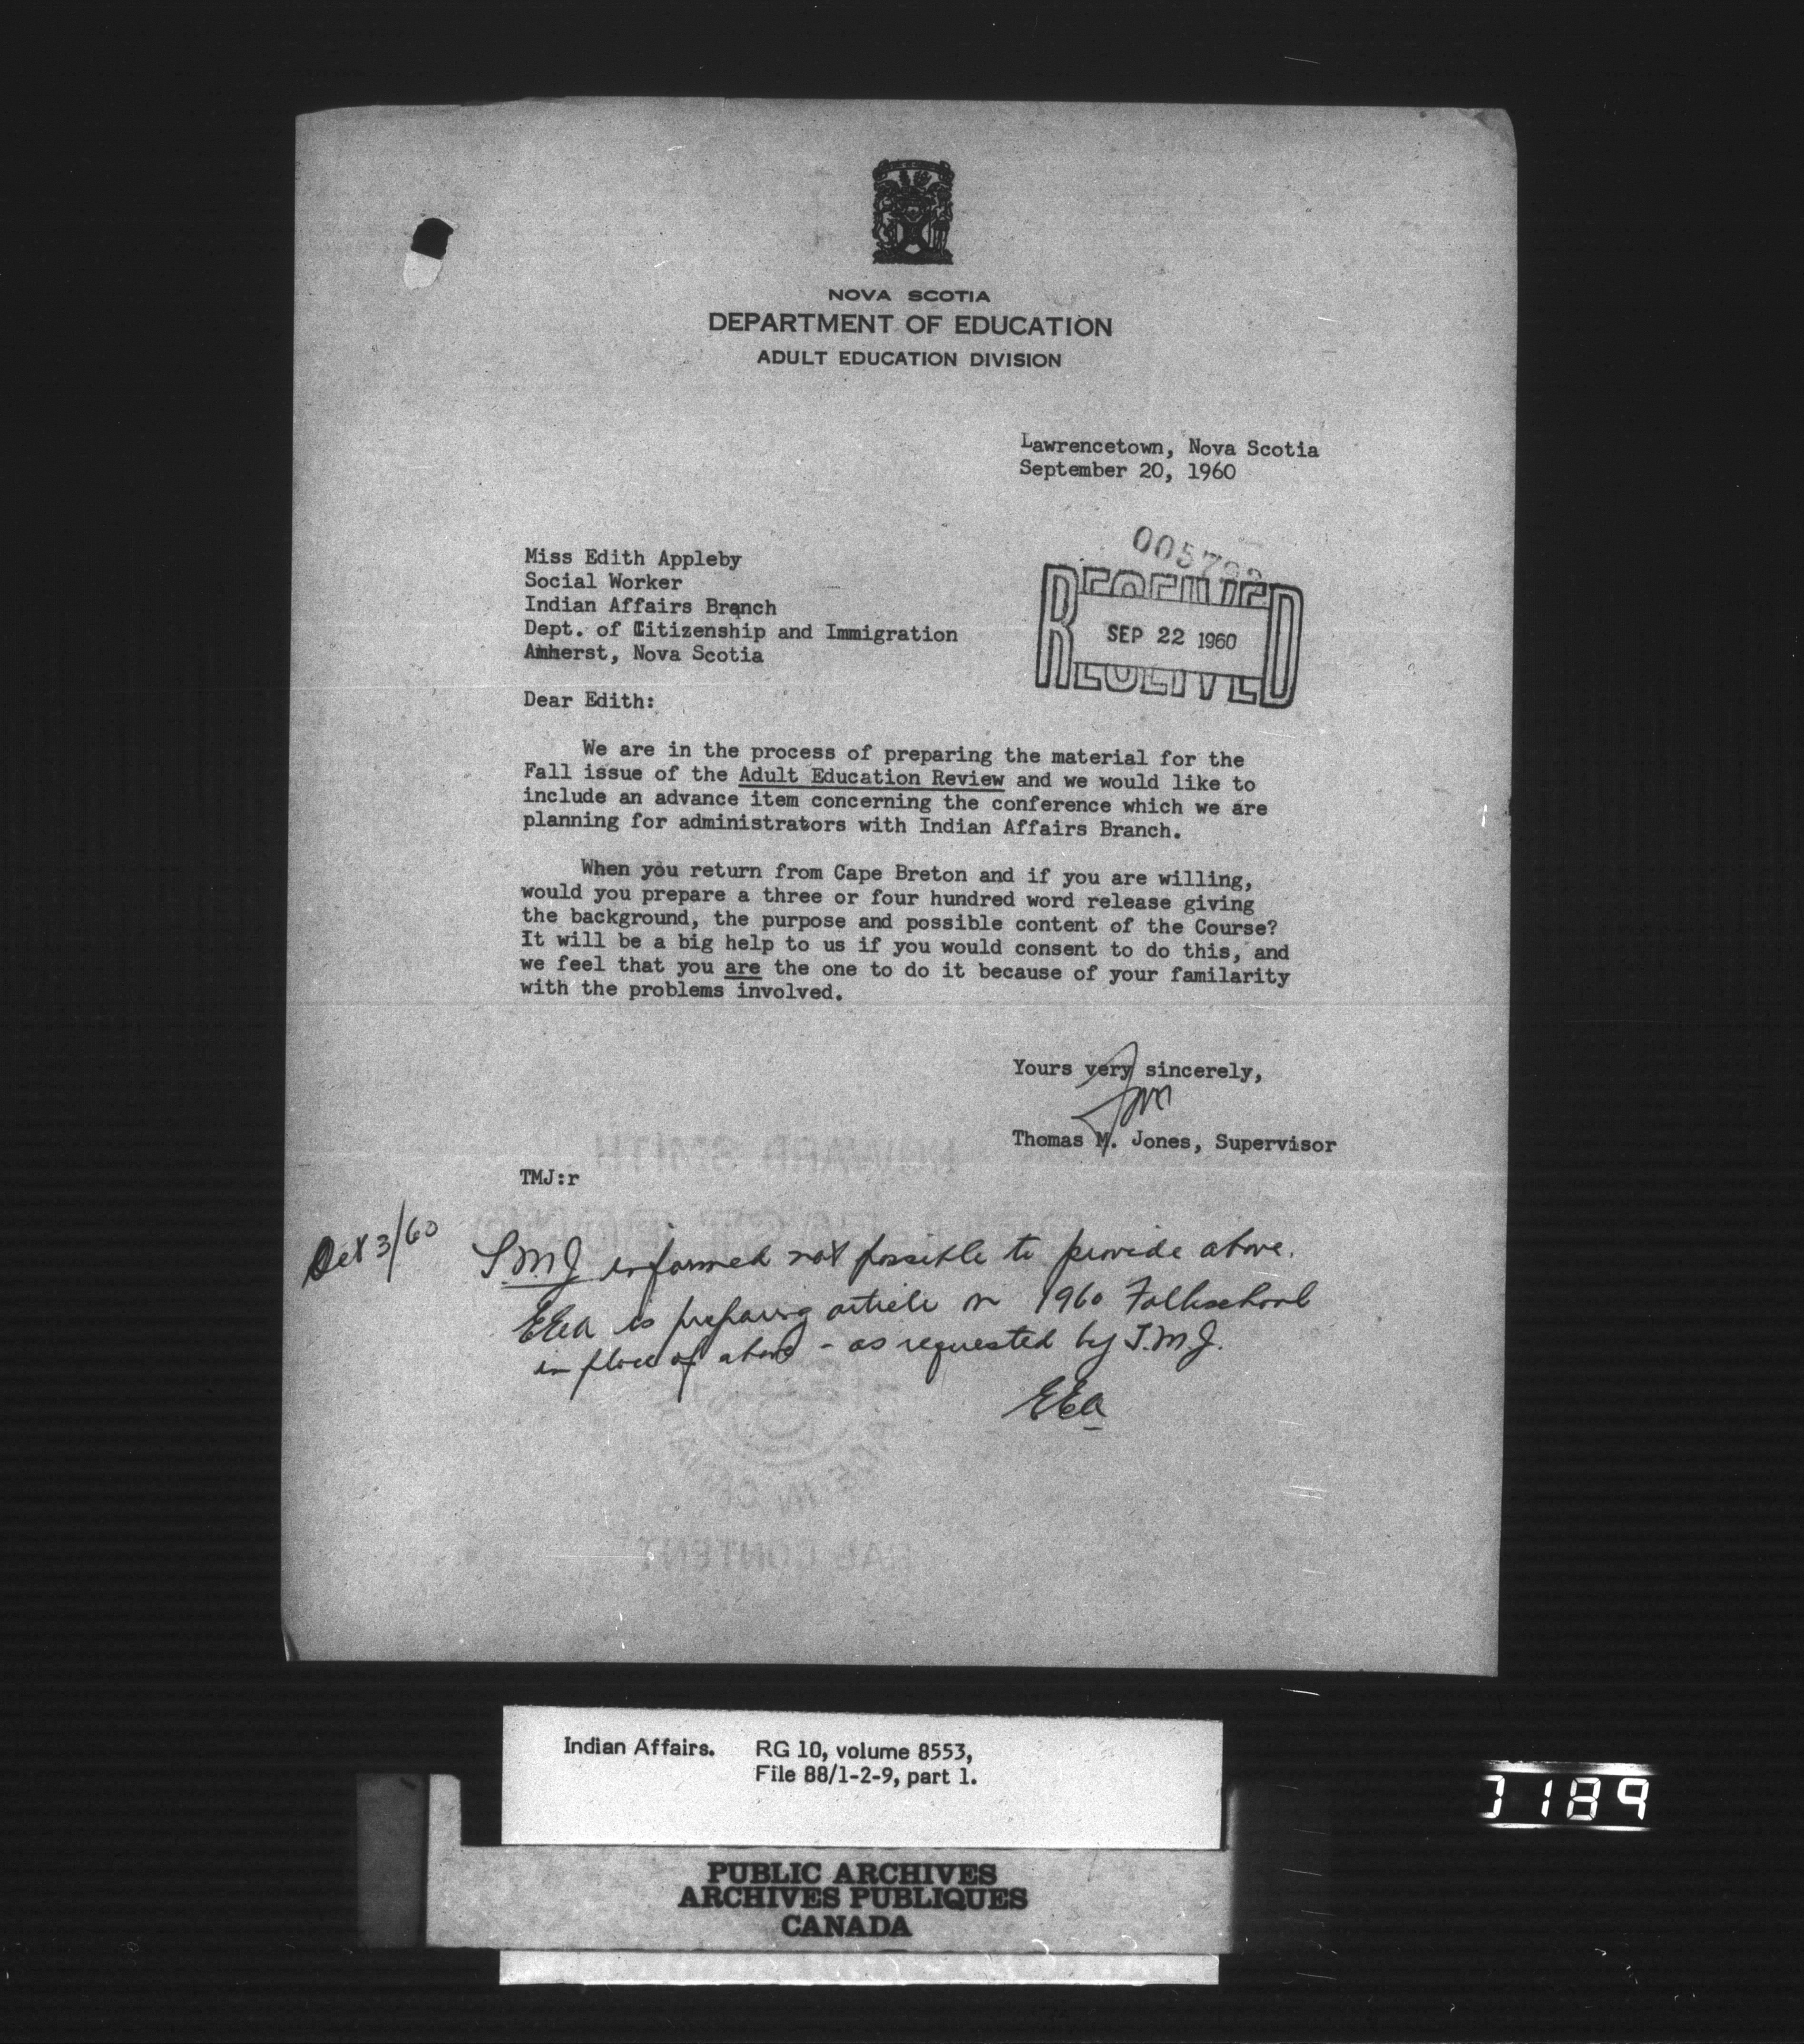 NOVA SCOTIA
DEPARTMENT OF EDUCATION
ADULT EDUCATION DIVISION
Lawrencetown, Nova Scotia
September 20, 1960
Miss Edith Appleby
Social Worker
Indian Affairs Branch
Dept. of Citizenship and Immigration
Amherst, Nova Scotia
RECEIVED
SEP 22 1960
RECEIVED
Dear Edith:
We are in the process of preparing the material for the
Fall issue of the Adult Education Review and we would like to
include an advance item concerning the conference which we are
planning for administrators with Indian Affairs Branch.
When you return from Cape Breton and if you are willing,
would you prepare a three or four hundred word release giving
the background, the purpose and possible content of the Course?
It will be a big help to us if you would consent to do this, and
we feel that you are the one to do it because of your familarity
with the problems involved.
Yours very sincerely,
Thomas M. Jones, Supervisor
TMJ:r
Oct 3/60
T.M.J informed not possible to provide above.
EEA is preparing article on 1960 Folkschool
in place of above - as requested by T.M.J.
EEA
Indian Affairs. RG 10, volume 8553,
File 88/1-2-9, part 1.
7189
PUBLIC ARCHIVES
ARCHIVES PUBLIQUES
CANADA